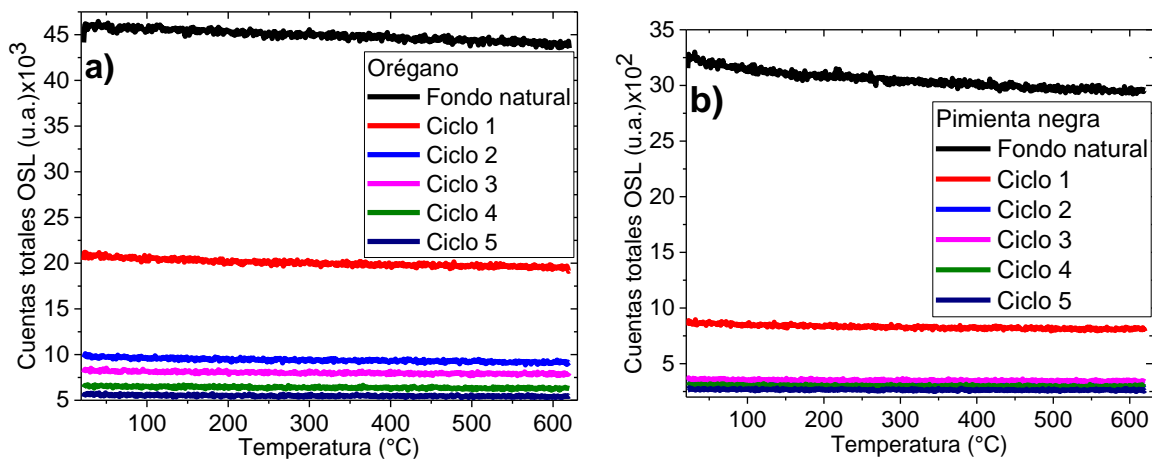 a)
Cuentas totales OSL (u.a.)x10³
45
40
35
30
25
20
15
10
5
Orégano
Fondo natural
Ciclo 1
Ciclo 2
Ciclo 3
Ciclo 4
Ciclo 5
100 200 300 400 500 600
Temperatura (°C)
b)
Cuentas totales OSL (u.a.)x10²
35
30
25
20
15
10
5
Pimienta negra
Fondo natural
Ciclo 1
Ciclo 2
Ciclo 3
Ciclo 4
Ciclo 5
100 200 300 400 500 600
Temperatura (°C)